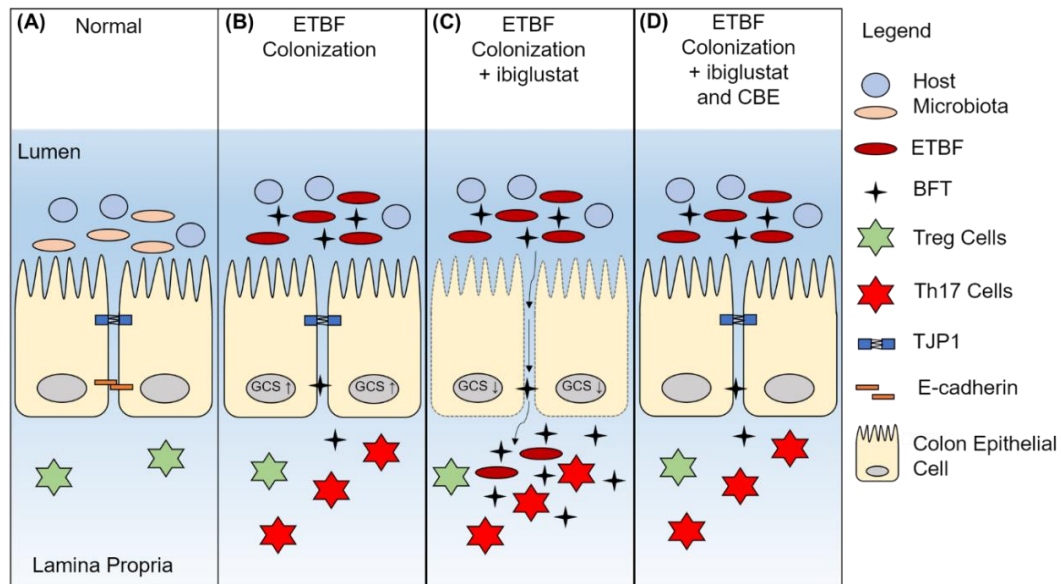 (A)
Normal
(B)
ETBF
Colonization
(C)
ETBF
Colonization
+ ibiglustat
(D)
ETBF
Colonization
+ ibiglustat
and CBE
Lumen
GCS ↑
GCS ↑
GCS ↓
GCS ↓
Lamina Propria
Legend
Host
Microbiota
ETBF
BFT
Treg Cells
Th17 Cells
TJP1
E-cadherin
Colon Epithelial
Cell